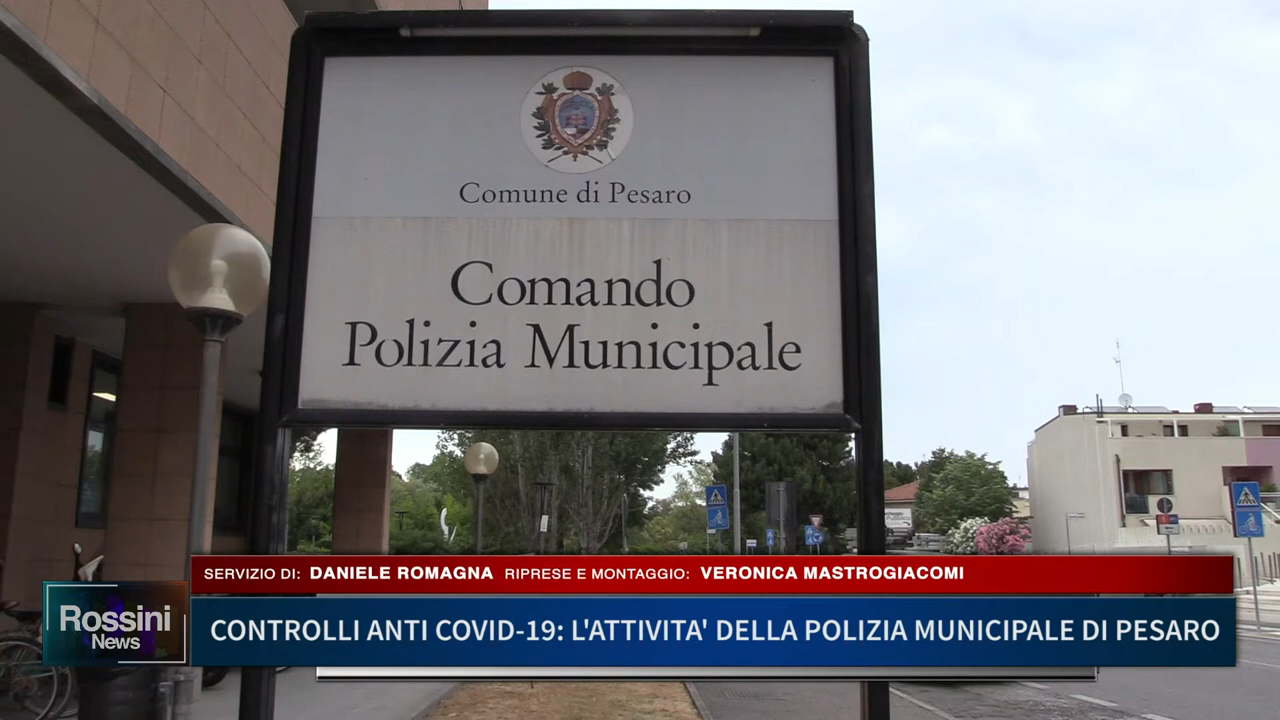 Comune di Pesaro
Comando
Polizia Municipale
SERVIZIO DI: DANIELE ROMAGNA RIPRESE E MONTAGGIO: VERONICA MASTROGIACOMI
Rossini
News
CONTROLLI ANTI COVID-19: L'ATTIVITA' DELLA POLIZIA MUNICIPALE DI PESARO